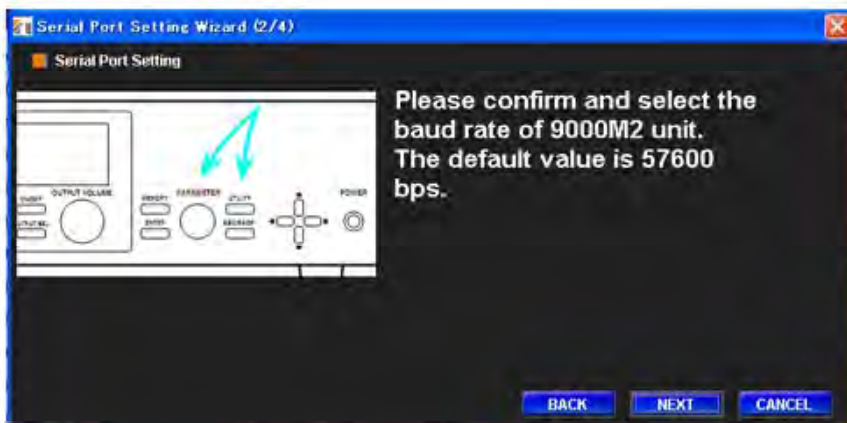 Serial Port Setting Wizard (2/4)
Serial Port Setting
Please confirm and select the
baud rate of 9000M2 unit.
The default value is 57600
bps.
OUTPUT VOLUME
MEMORY
PARAMETER
UTILITY
POWER
ENTER
BACK
NEXT
CANCEL